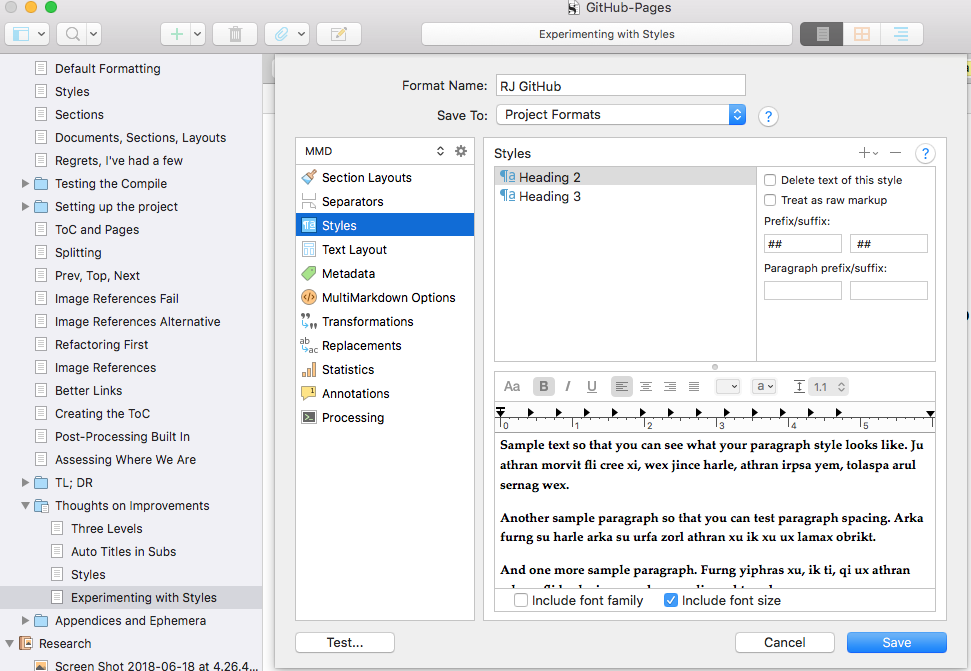 GitHub-Pages
Experimenting with Styles
Default Formatting
Styles
Sections
Documents, Sections, Layouts
Regrets, I've had a few
Testing the Compile
Setting up the project
ToC and Pages
Splitting
Prev, Top, Next
Image References Fail
Image References Alternative
Refactoring First
Image References
Better Links
Creating the ToC
Post-Processing Built In
Assessing Where We Are
TL; DR
Thoughts on Improvements
Three Levels
Auto Titles in Subs
Styles
Experimenting with Styles
Appendices and Ephemera
Research
Screen Shot 2018-06-18 at 4.26.4...
Format Name: RJ GitHub
Save To: Project Formats ?
MMD
Section Layouts
Separators
Styles
Text Layout
Metadata
MultiMarkdown Options
Transformations
ab ac Replacements
Statistics
Annotations
Processing
Styles + − ?
¶a Heading 2
¶a Heading 3
Delete text of this style
Treat as raw markup
Prefix/suffix:
## ##
Paragraph prefix/suffix:
Aa B I U a 1.1
0 1 2 3 4 5
Sample text so that you can see what your paragraph style looks like. Ju
athran morvit fli cree xi, wex jince harle, athran irpsa yem, tolaspa arul
sernag wex.
Another sample paragraph so that you can test paragraph spacing. Arka
furng su harle arka su urfa zorl athran xu ik xu ux lamax obrikt.
And one more sample paragraph. Furng yiphras xu, ik ti, qi ux athran
Include font family Include font size
Test... Cancel Save